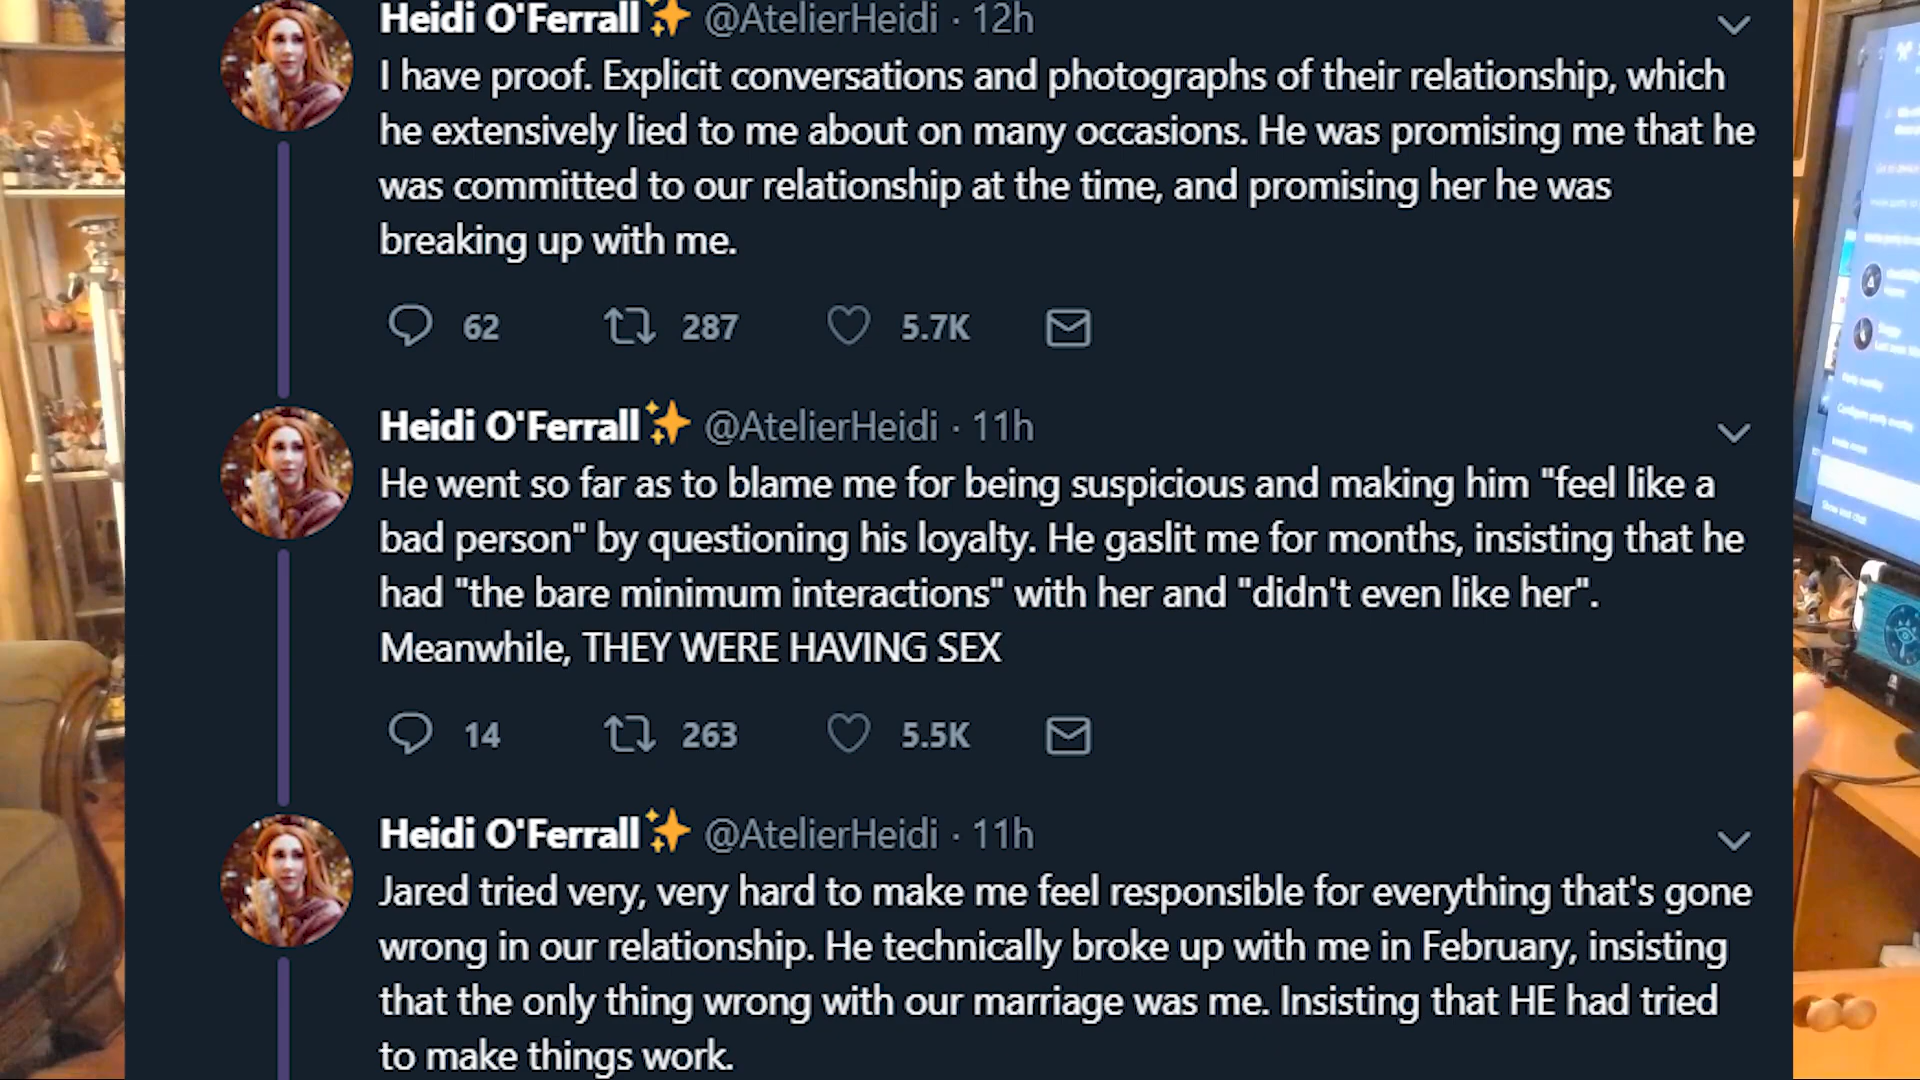 Heidi O'Ferrall✨ @AtelierHeidi · 12h
I have proof. Explicit conversations and photographs of their relationship, which
he extensively lied to me about on many occasions. He was promising me that he
was committed to our relationship at the time, and promising her he was
breaking up with me.
62 287 5.7K
Heidi O'Ferrall✨ @AtelierHeidi · 11h
He went so far as to blame me for being suspicious and making him "feel like a
bad person" by questioning his loyalty. He gaslit me for months, insisting that he
had "the bare minimum interactions" with her and "didn't even like her".
Meanwhile, THEY WERE HAVING SEX
14 263 5.5K
Heidi O'Ferrall✨ @AtelierHeidi · 11h
Jared tried very, very hard to make me feel responsible for everything that's gone
wrong in our relationship. He technically broke up with me in February, insisting
that the only thing wrong with our marriage was me. Insisting that HE had tried
to make things work.